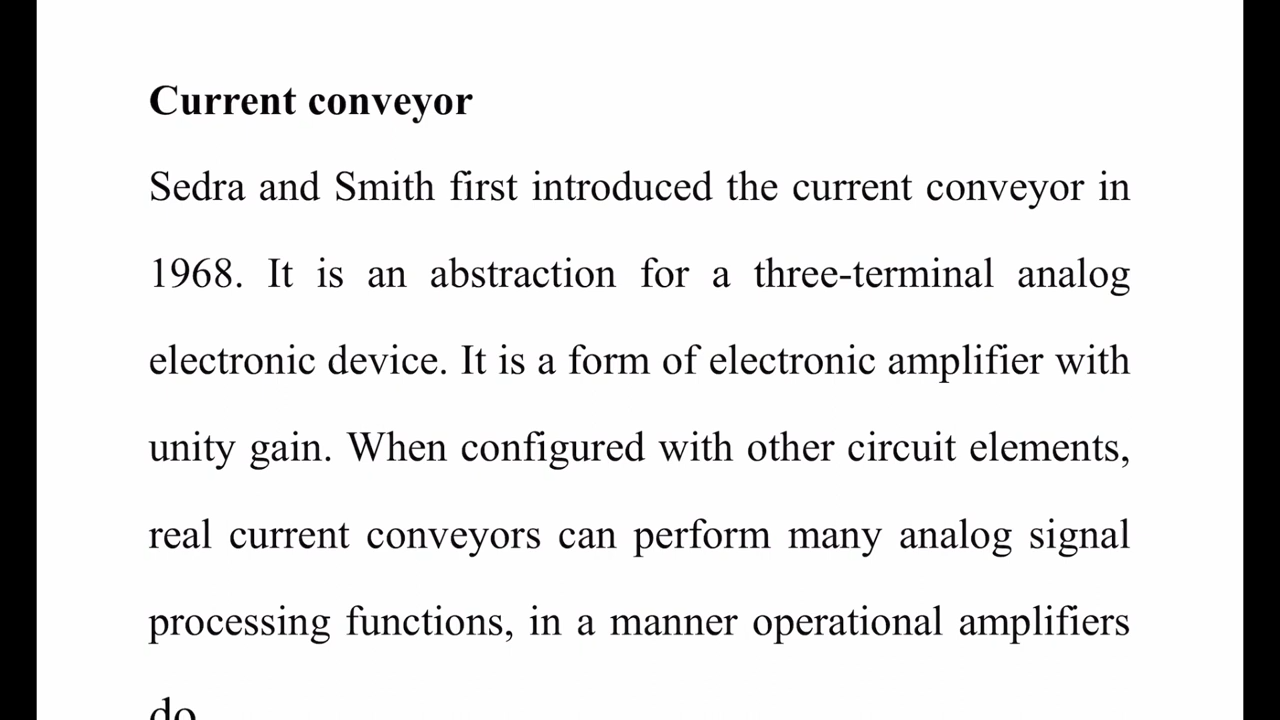 Current conveyor
Sedra and Smith first introduced the current conveyor in
1968. It is an abstraction for a three-terminal analog
electronic device. It is a form of electronic amplifier with
unity gain. When configured with other circuit elements,
real current conveyors can perform many analog signal
processing functions, in a manner operational amplifiers
do